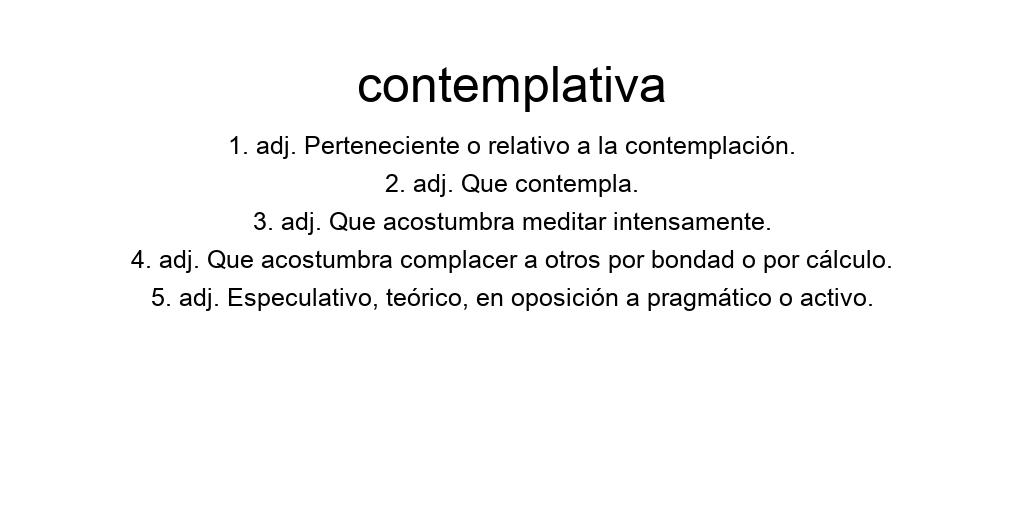 contemplativa
1. adj. Perteneciente o relativo a la contemplación.
2. adj. Que contempla.
3. adj. Que acostumbra meditar intensamente.
4. adj. Que acostumbra complacer a otros por bondad o por cálculo.
5. adj. Especulativo, teórico, en oposición a pragmático o activo.